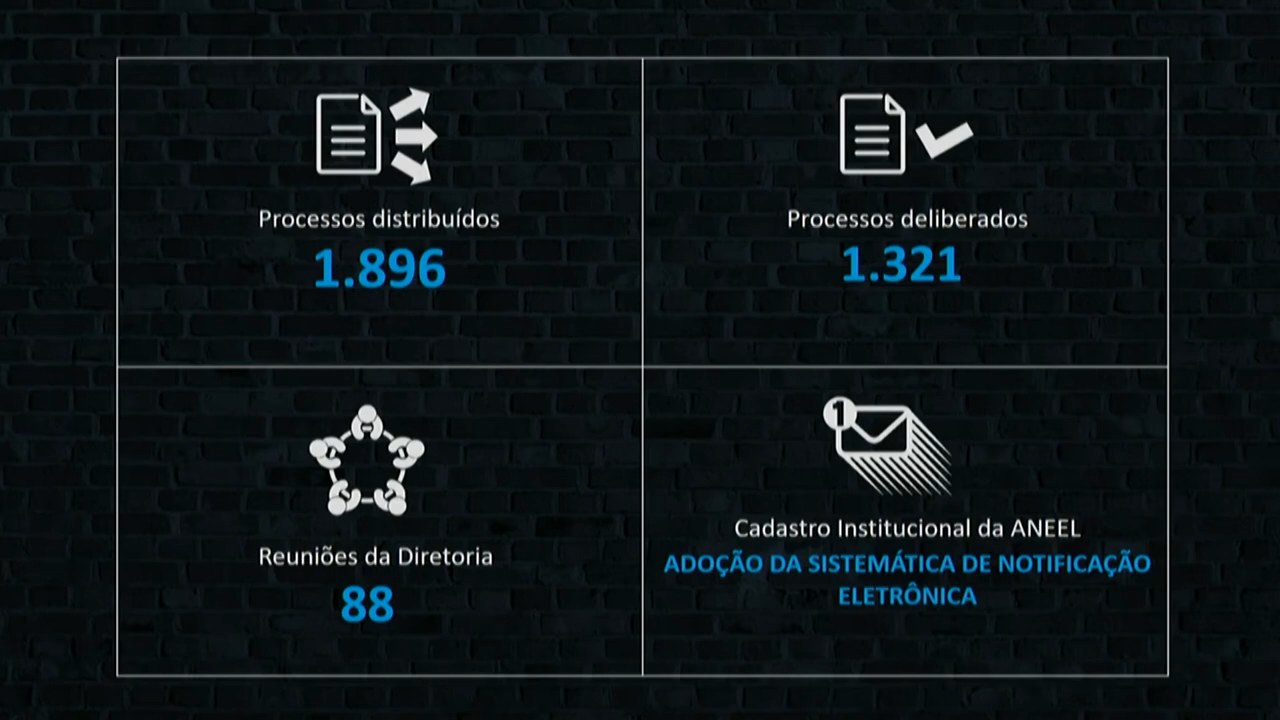 Processos distribuídos
1.896
Processos deliberados
1.321
Reuniões da Diretoria
88
1
Cadastro Institucional da ANEEL
ADOÇÃO DA SISTEMÁTICA DE NOTIFICAÇÃO
ELETRÔNICA